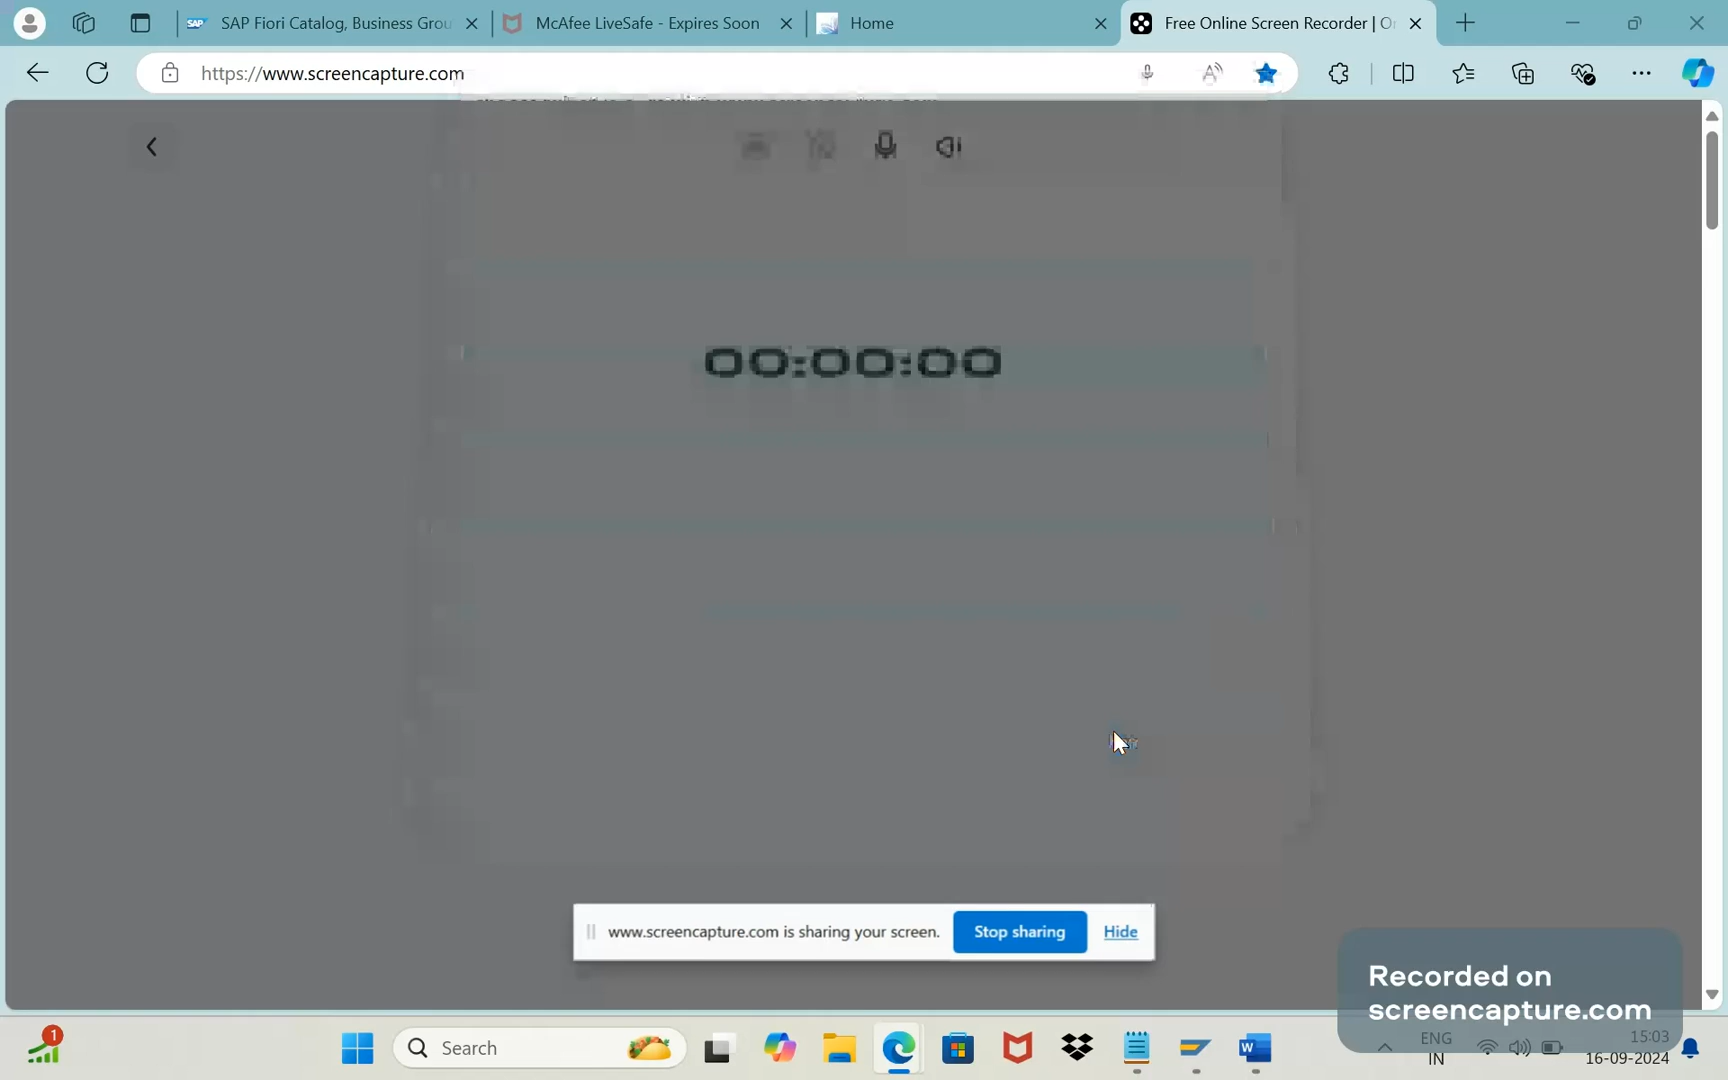 SAP Fiori Catalog, Business Grou
McAfee LiveSafe - Expires Soon
Home
Free Online Screen Recorder | O
https://www.screencapture.com
00:00:00
www.screencapture.com is sharing your screen.
Stop sharing
Hide
Recorded on
screencapture.com
1
Search
ENG
IN
15:03
16-09-2024